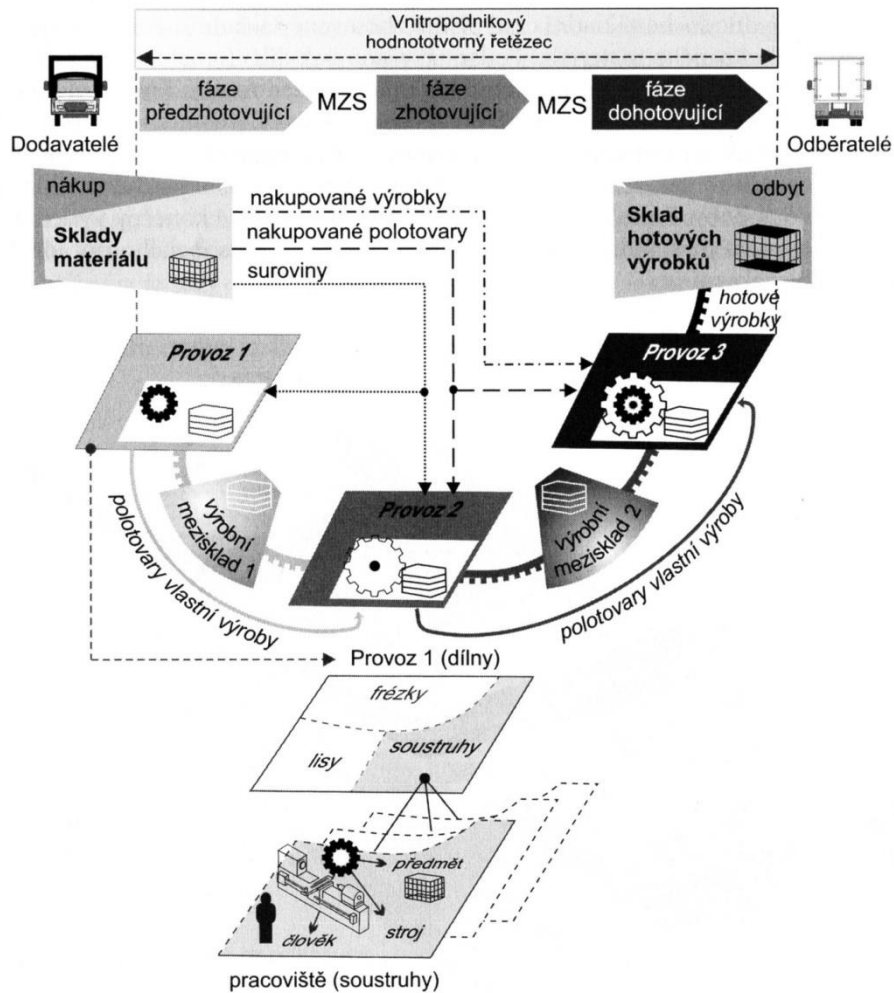 Vnitropodnikový
hodnototvorný řetězec
fáze
předzhotovující
MZS
fáze
zhotovující
MZS
fáze
dohotovující
Dodavatelé
Odběratelé
nákup
Sklady
materiálu
nakupované výrobky
nakupované polotovary
suroviny
odbyt
Sklad
hotových
výrobků
hotové
výrobky
Provoz 1
Provoz 3
Provoz 2
výrobní
mezisklad 1
výrobní
mezisklad 2
polotovary vlastní výroby
polotovary vlastní výroby
Provoz 1 (dílny)
frézky
soustruhy
lisy
předmět
stroj
člověk
pracoviště (soustruhy)